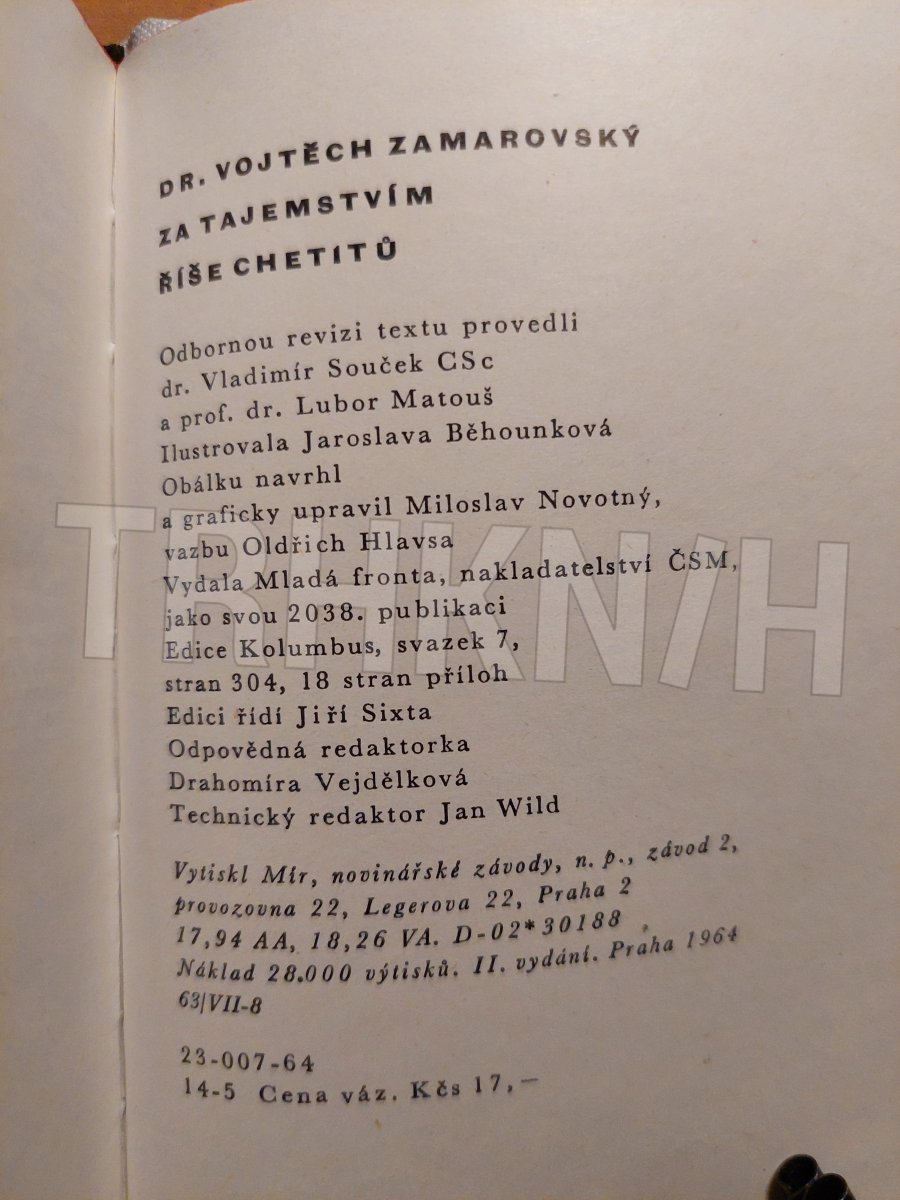 DR. VOJTĚCH ZAMAROVSKÝ
ZA TAJEMSTVÍM
ŘÍŠE CHETITŮ
Odbornou revizi textu provedli
dr. Vladimír Souček CSc
a prof. dr. Lubor Matouš
Ilustrovala Jaroslava Běhounková
Obálku navrhl
a graficky upravil Miloslav Novotný,
vazbu Oldřich Hlavsa
Vydala Mladá fronta, nakladatelství ČSM,
jako svou 2038. publikaci
Edice Kolumbus, svazek 7,
stran 304, 18 stran příloh
Edici řídí Jiří Sixta
Odpovědná redaktorka
Drahomíra Vejdělková
Technický redaktor Jan Wild
Vytiskl Mír, novinářské závody, n. p., závod 2,
provozovna 22, Legerova 22, Praha 2
17,94 AA, 18,26 VA. D-02*30188
Náklad 28.000 výtisků. II. vydání. Praha 1964
63/VII-8
23-007-64
14-5 Cena váz. Kčs 17,—
TRHKNIH